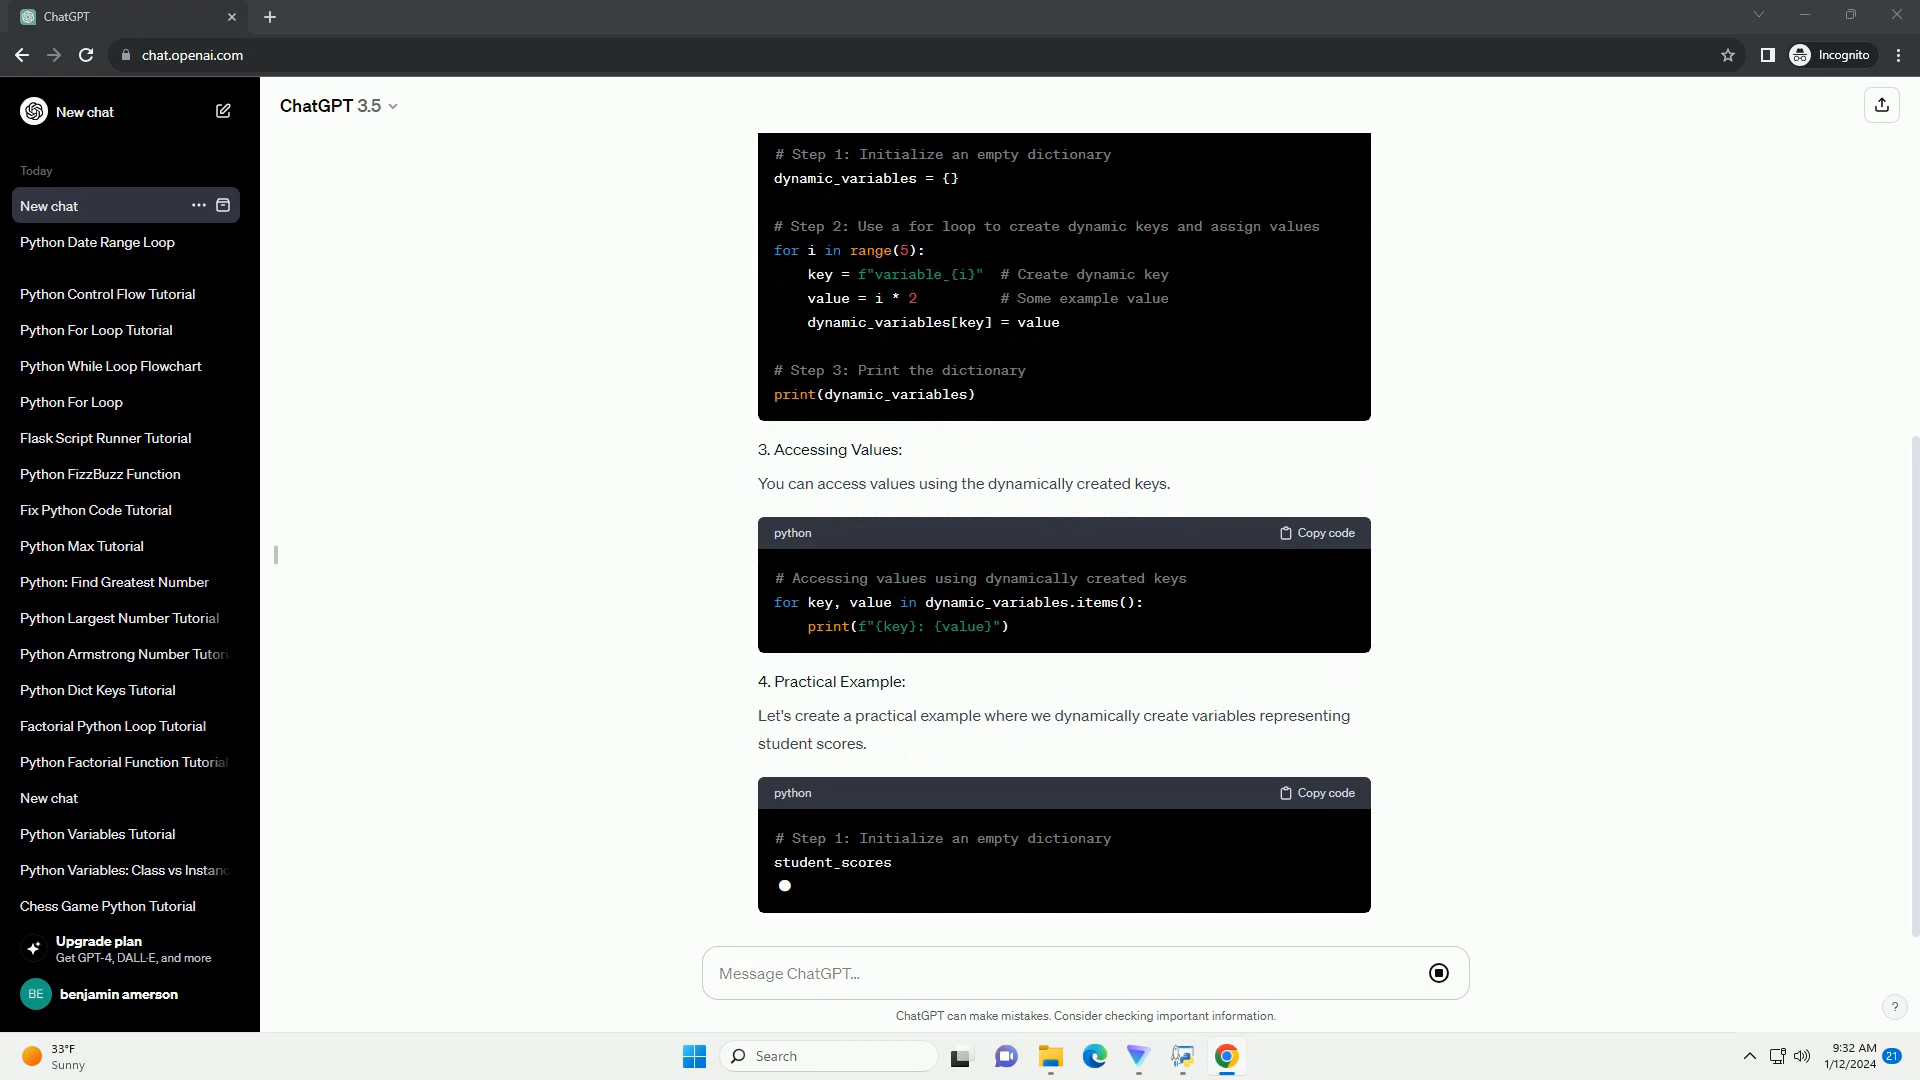 ChatGPT
chat.openai.com
Incognito
New chat
Today
New chat
Python Date Range Loop
Python Control Flow Tutorial
Python For Loop Tutorial
Python While Loop Flowchart
Python For Loop
Flask Script Runner Tutorial
Python FizzBuzz Function
Fix Python Code Tutorial
Python Max Tutorial
Python: Find Greatest Number
Python Largest Number Tutorial
Python Armstrong Number Tutori
Python Dict Keys Tutorial
Factorial Python Loop Tutorial
Python Factorial Function Tutorial
New chat
Python Variables Tutorial
Python Variables: Class vs Instanc
Chess Game Python Tutorial
Upgrade plan
Get GPT-4, DALL·E, and more
BE benjamin amerson
ChatGPT 3.5
# Step 1: Initialize an empty dictionary
dynamic_variables = {}
# Step 2: Use a for loop to create dynamic keys and assign values
for i in range(5):
    key = f"variable_{i}"  # Create dynamic key
    value = i * 2          # Some example value
    dynamic_variables[key] = value
# Step 3: Print the dictionary
print(dynamic_variables)
3. Accessing Values:
You can access values using the dynamically created keys.
python Copy code
# Accessing values using dynamically created keys
for key, value in dynamic_variables.items():
    print(f"{key}: {value}")
4. Practical Example:
Let's create a practical example where we dynamically create variables representing
student scores.
python Copy code
# Step 1: Initialize an empty dictionary
student_scores
Message ChatGPT...
ChatGPT can make mistakes. Consider checking important information.
?
33°F
Sunny
Search
9:32 AM
1/12/2024
21